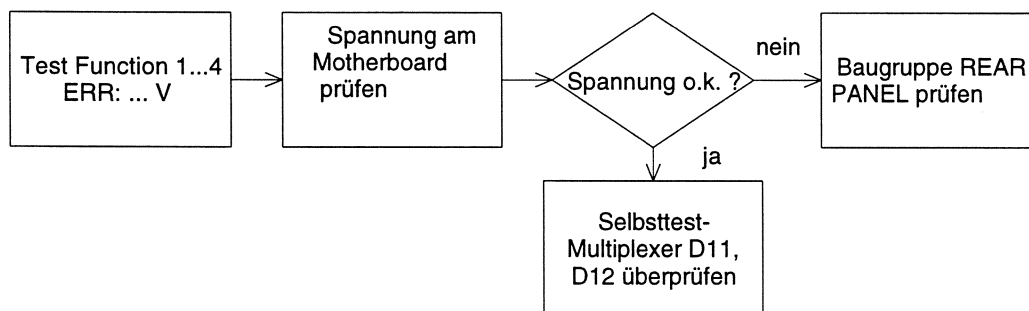 Test Function 1...4
ERR: ... V
Spannung am
Motherboard
prüfen
Spannung o.k. ?
nein
Baugruppe REAR
PANEL prüfen
ja
Selbsttest-
Multiplexer D11,
D12 überprüfen